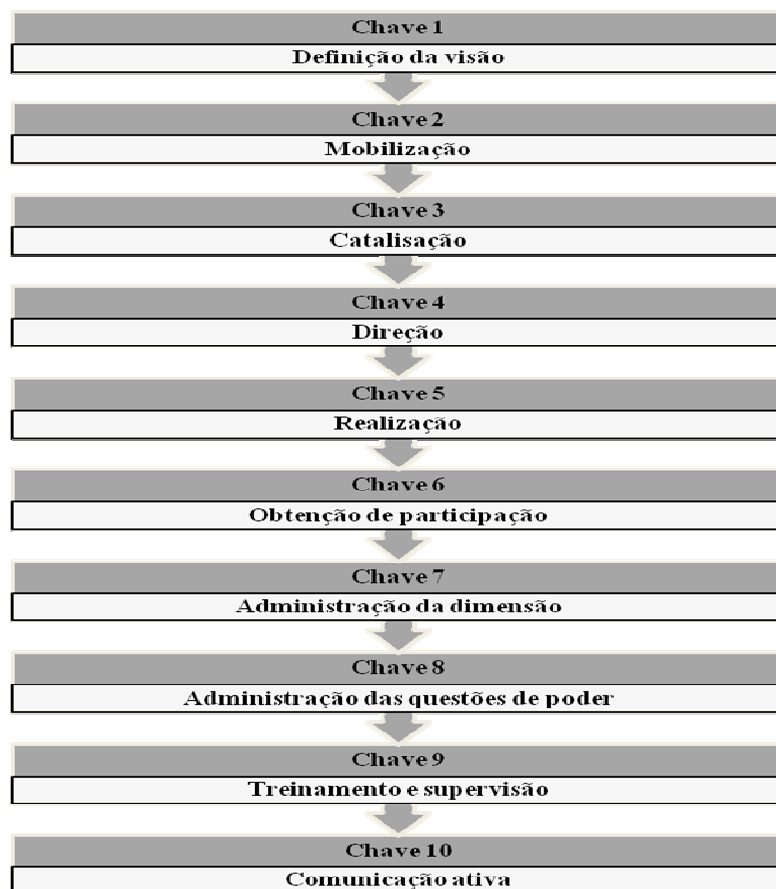 Chave 1
Definição da visão
Chave 2
Mobilização
Chave 3
Catalisação
Chave 4
Direção
Chave 5
Realização
Chave 6
Obtenção de participação
Chave 7
Administração da dimensão
Chave 8
Administração das questões de poder
Chave 9
Treinamento e supervisão
Chave 10
Comunicação ativa